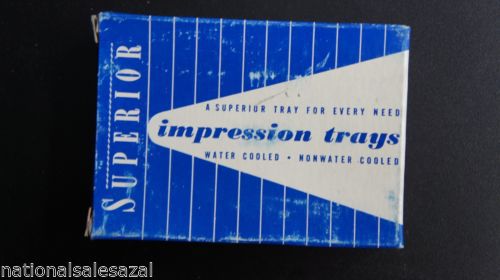 SUPERIOR
A SUPERIOR TRAY FOR EVERY NEED
impression trays
WATER COOLED • NONWATER COOLED
nationalsalesazal